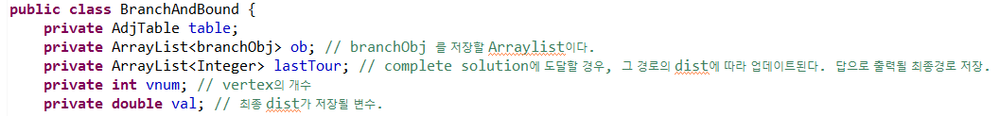 public class BranchAndBound {
private AdjTable table;
private ArrayList<branchObj> ob; // branchObj 를 저장할 Arraylist이다.
private ArrayList<Integer> lastTour; // complete solution에 도달할 경우, 그 경로의 dist에 따라 업데이트된다. 답으로 출력될 최종경로 저장.
private int vnum; // vertex의 개수
private double val; // 최종 dist가 저장될 변수.